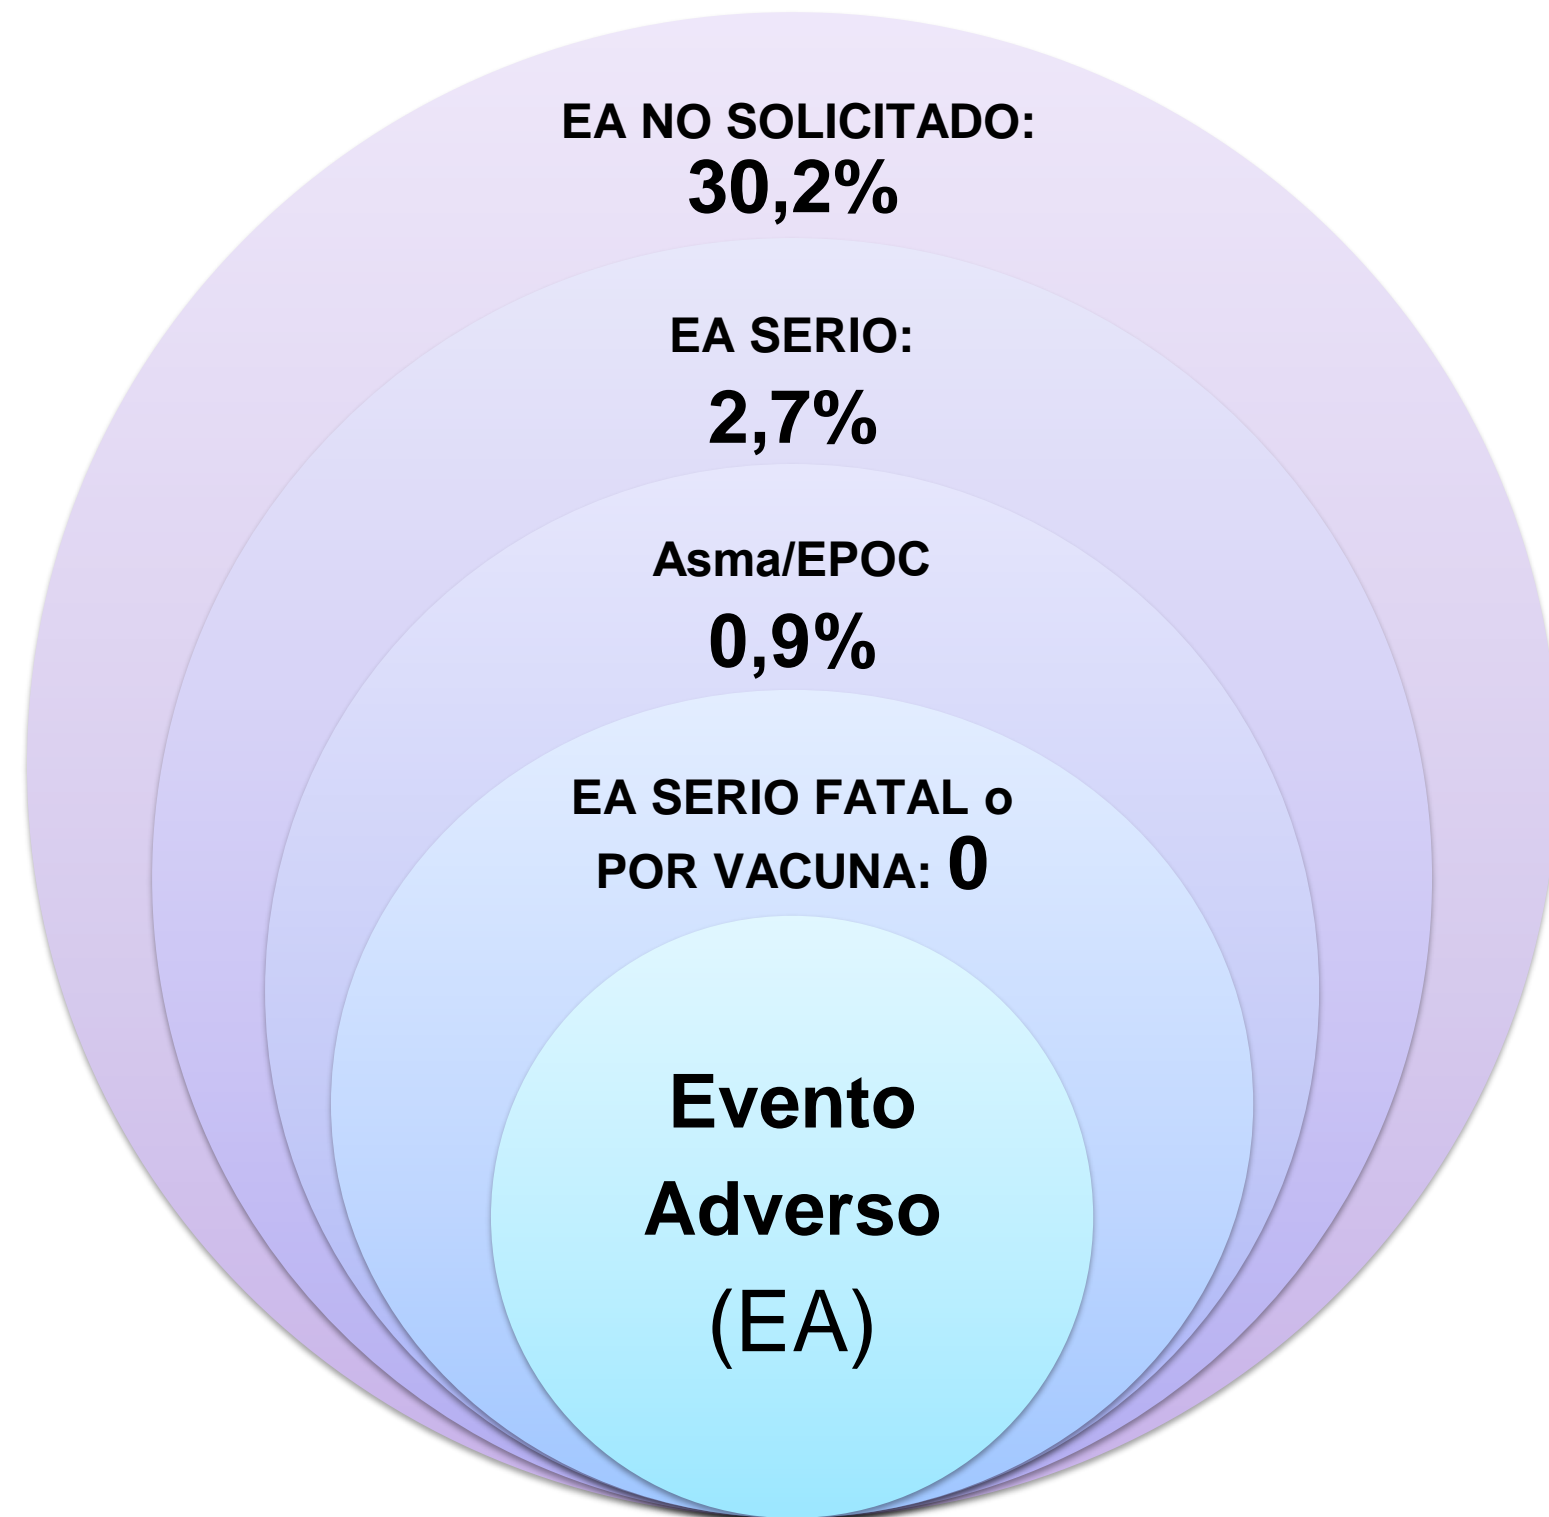 EA NO SOLICITADO:
30,2%
EA SERIO:
2,7%
Asma/EPOC
0,9%
EA SERIO FATAL o
POR VACUNA: 0
Evento
Adverso
(EA)